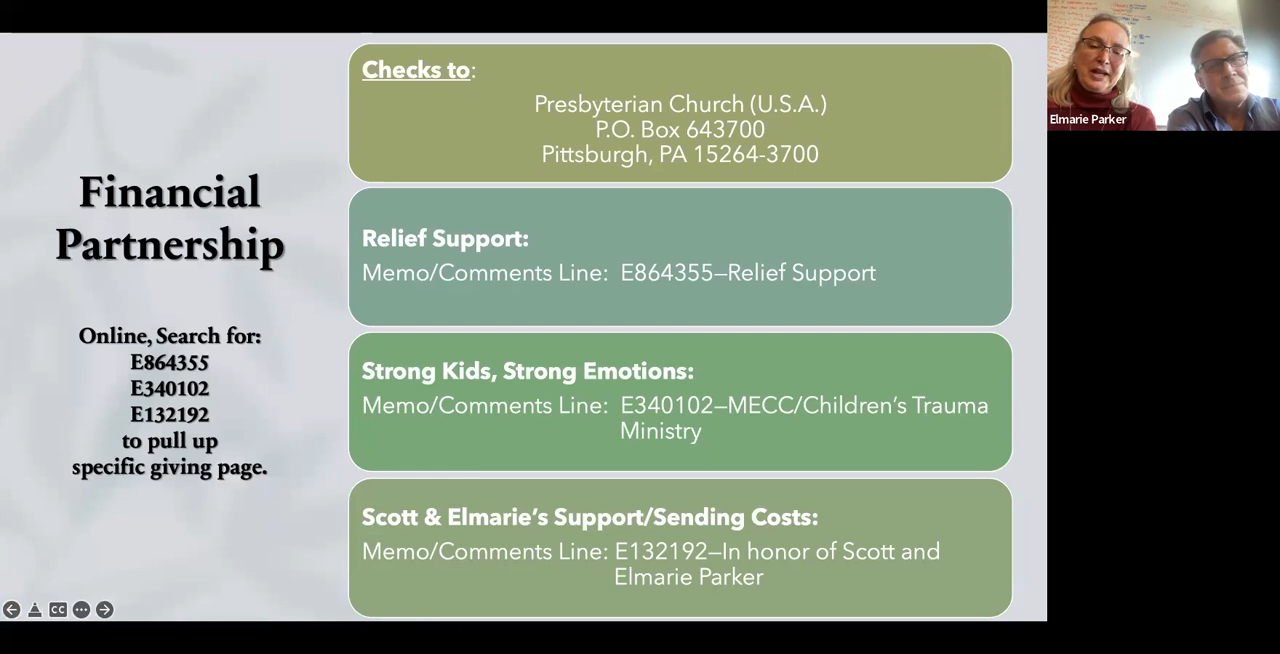 Financial
Partnership
Online, Search for:
E864355
E340102
E132192
to pull up
specific giving page.
Checks to:
Presbyterian Church (U.S.A.)
P.O. Box 643700
Pittsburgh, PA 15264-3700
Relief Support:
Memo/Comments Line: E864355—Relief Support
Strong Kids, Strong Emotions:
Memo/Comments Line: E340102—MECC/Children’s Trauma
Ministry
Scott & Elmarie’s Support/Sending Costs:
Memo/Comments Line: E132192—In honor of Scott and
Elmarie Parker
CC
Elmarie Parker